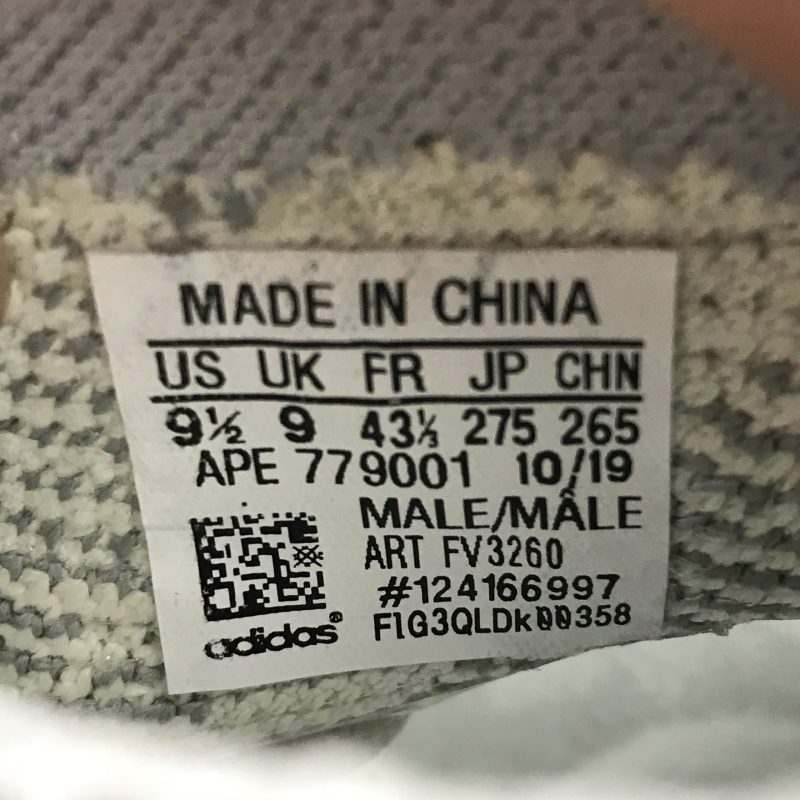 MADE IN CHINA
US UK FR JP CHN
9½ 9 43⅓ 275 265
APE 779001 10/19
MALE/MÂLE
ART FV3260
#124166997
F1G3QLDk00358
adidas®